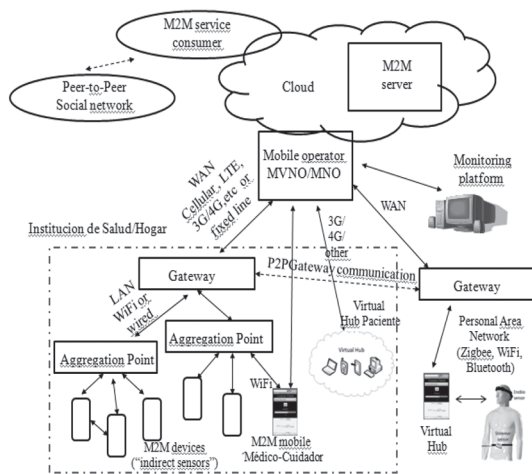 M2M service
consumer
Peer-to-Peer
Social network
Cloud
M2M
server
Mobile operator
MVNO/MNO
Monitoring
platform
WAN
Cellular, LTE,
3G/4G,etc or
fixed line
WAN
3G/
4G/
other
Institucion de Salud/Hogar
P2PGateway communication
Gateway
Gateway
LAN
WiFi or
wired
Virtual
Hub Paciente
Virtual Hub
Aggregation Point
Aggregation Point
WiFi
Personal Area
Network
(Zigbee, WiFi,
Bluetooth)
Virtual
Hub
M2M devices
("indirect sensors")
M2M mobile
'Médico-Cuidador